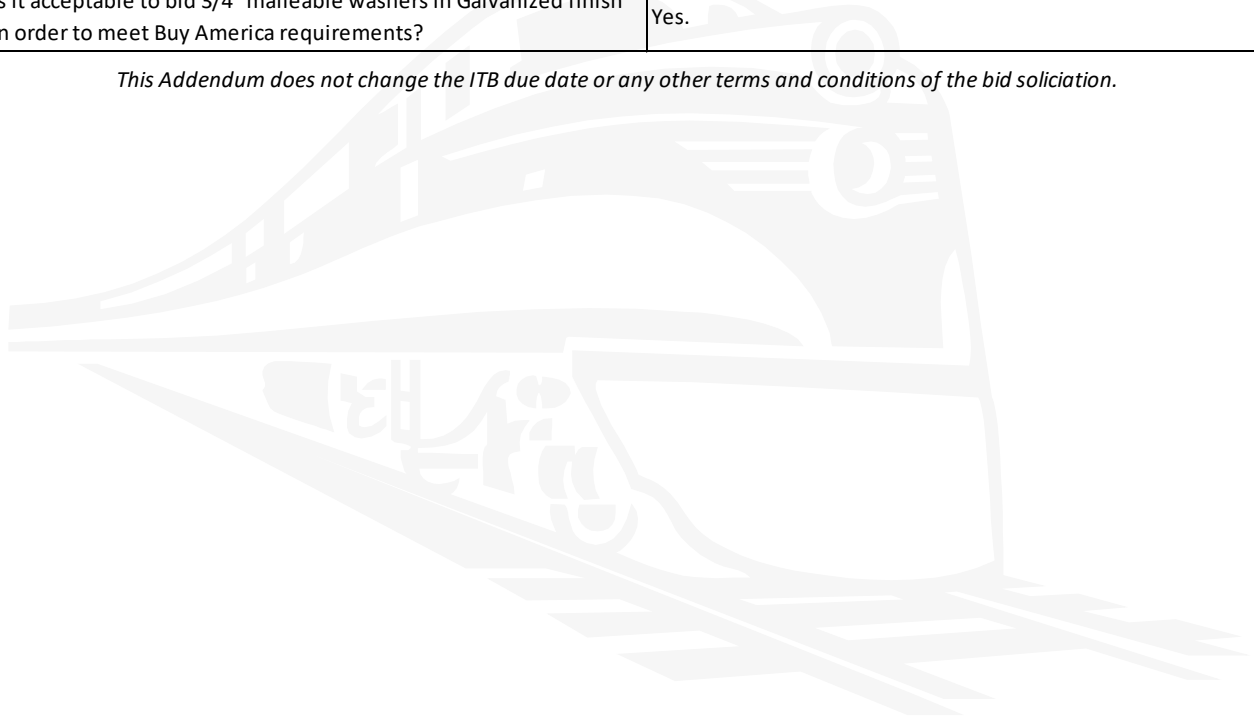 s it acceptable to bid 3/4" malleable washers in Galvanized finish
n order to meet Buy America requirements?
Yes.
This Addendum does not change the ITB due date or any other terms and conditions of the bid soliciation.